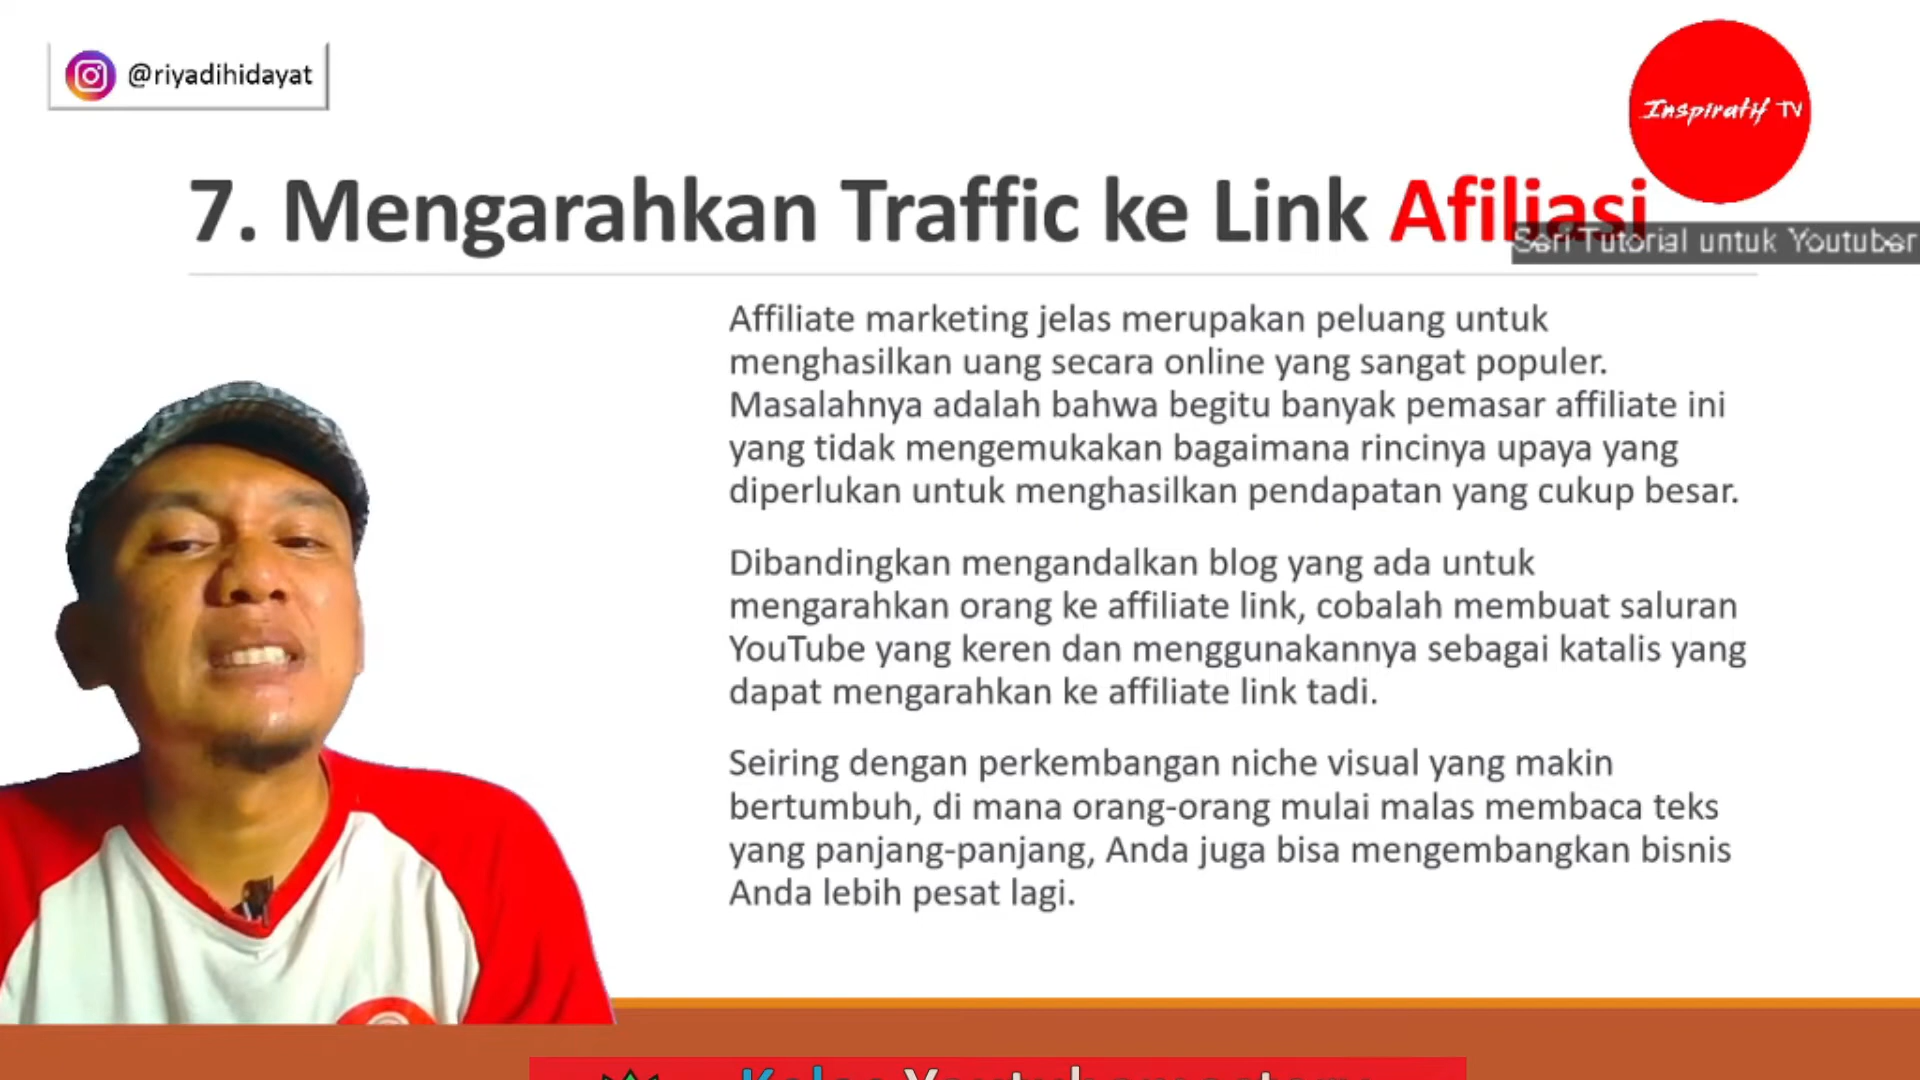 @riyadihidayat
Inspiratif TV
7. Mengarahkan Traffic ke Link Afiliasi
Seri Tutorial untuk Youtuber
Affiliate marketing jelas merupakan peluang untuk
menghasilkan uang secara online yang sangat populer.
Masalahnya adalah bahwa begitu banyak pemasar affiliate ini
yang tidak mengemukakan bagaimana rincinya upaya yang
diperlukan untuk menghasilkan pendapatan yang cukup besar.
Dibandingkan mengandalkan blog yang ada untuk
mengarahkan orang ke affiliate link, cobalah membuat saluran
YouTube yang keren dan menggunakannya sebagai katalis yang
dapat mengarahkan ke affiliate link tadi.
Seiring dengan perkembangan niche visual yang makin
bertumbuh, di mana orang-orang mulai malas membaca teks
yang panjang-panjang, Anda juga bisa mengembangkan bisnis
Anda lebih pesat lagi.